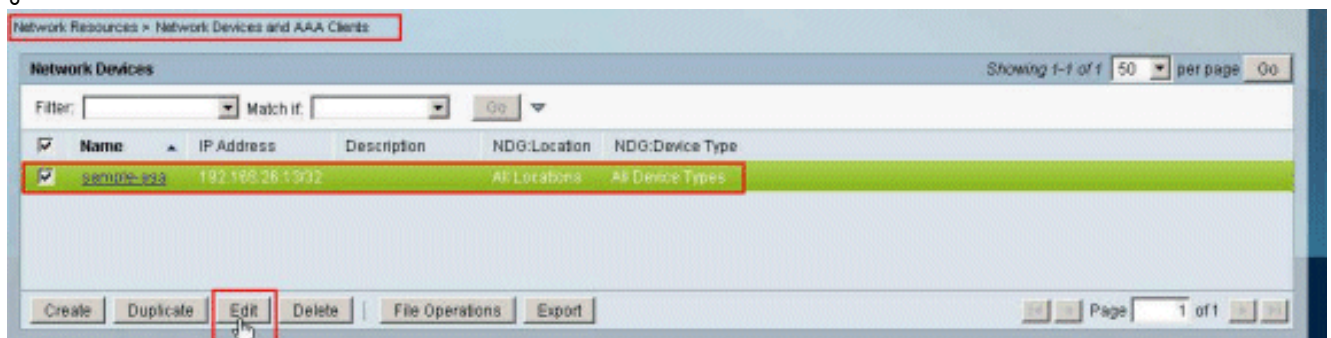 Network Resources > Network Devices and AAA Clients
Network Devices Showing 1-1 of 1 50 per page Go
Filter: Match if: Go
Name IP Address Description NDG:Location NDG:Device Type
sample-asa 192.168.26.13/32 All Locations All Device Types
Create Duplicate Edit Delete | File Operations Export Page 1 of 1